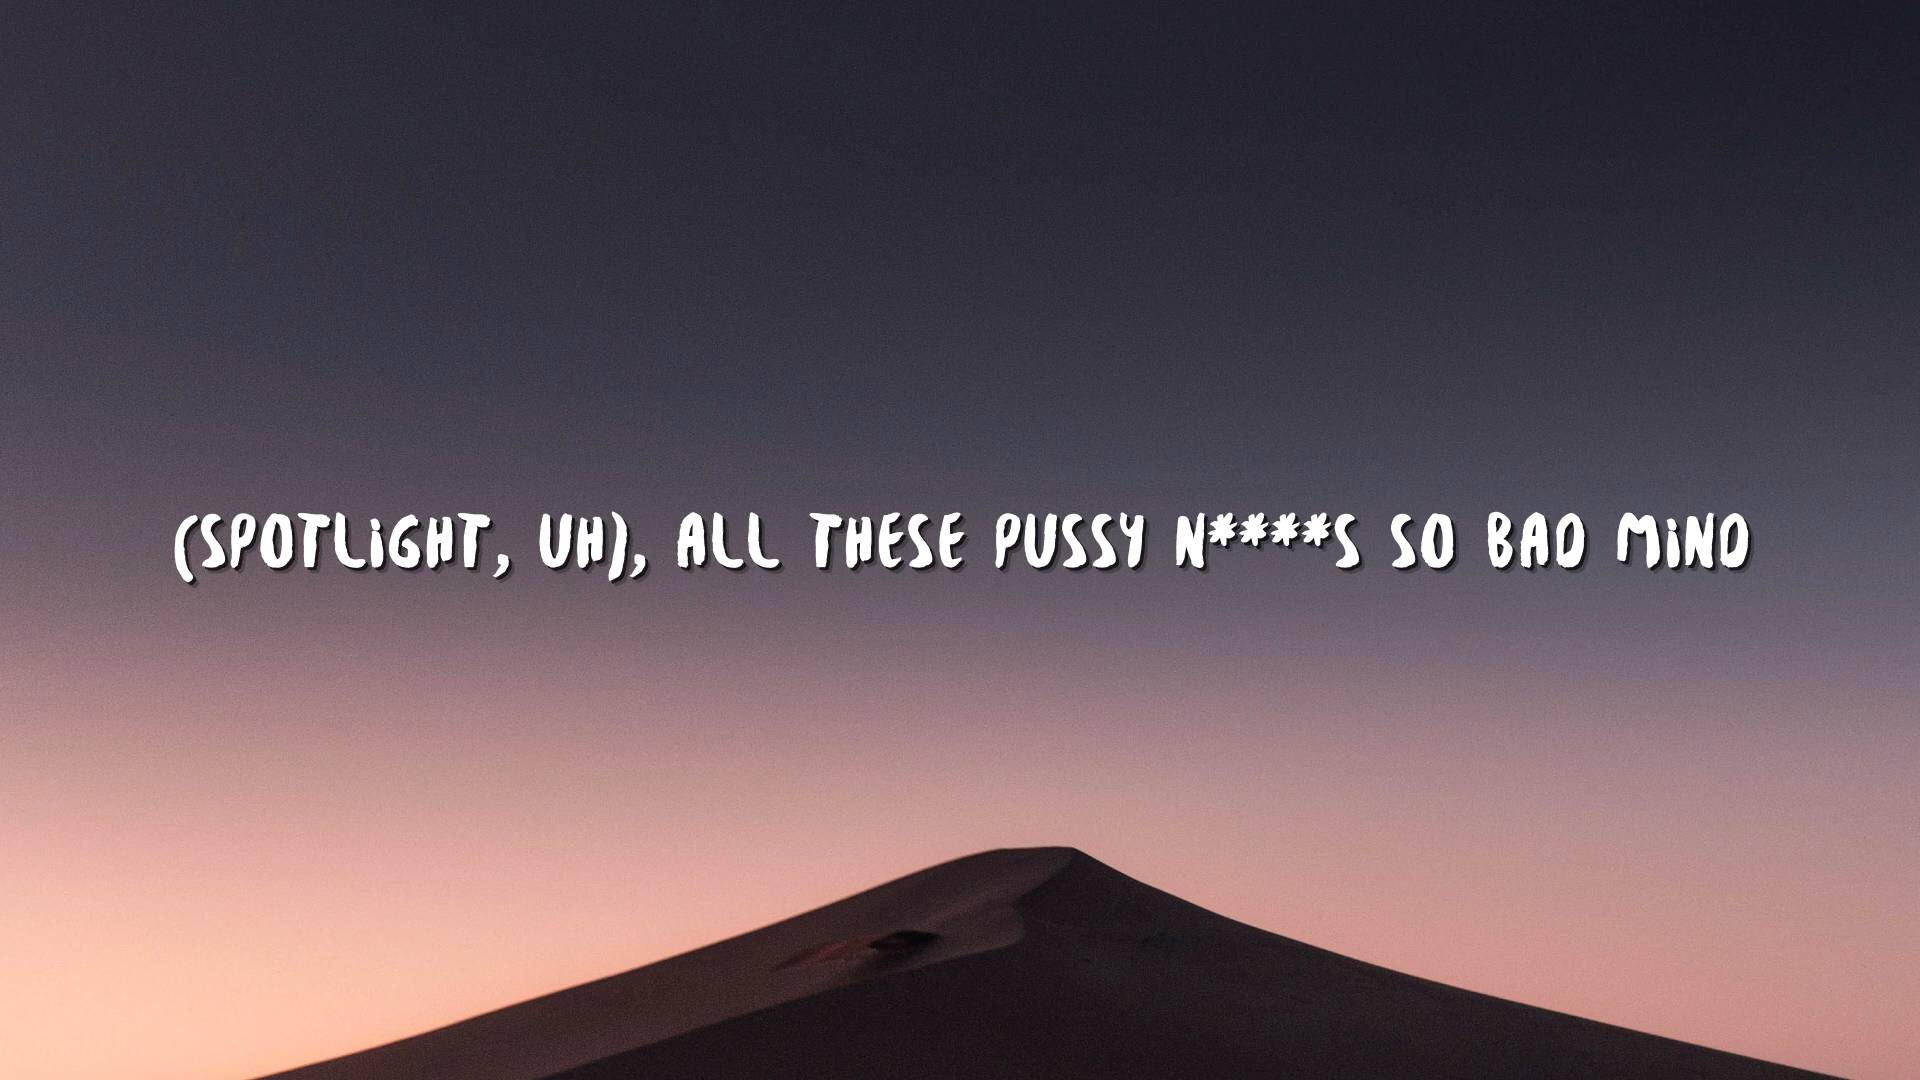 (SPOTLiGHT, UH), ALL THESE PUSSY N****S SO BAD MiND